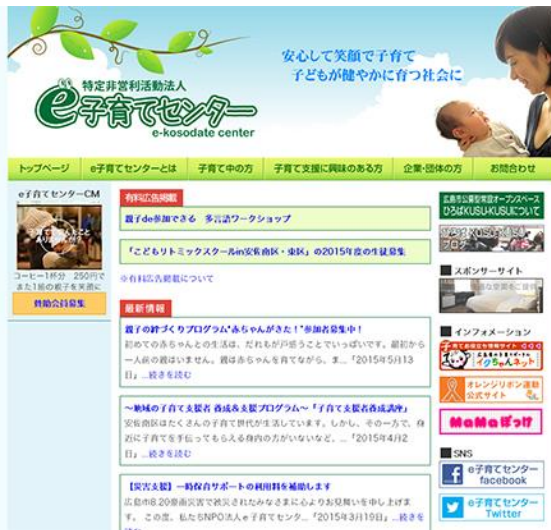 安心して笑顔で子育て
子どもが健やかに育つ社会に
特定非営利活動法人
e子育てセンター
e-kosodate center
トップページ
e子育てセンターとは
子育て中の方
子育て支援に興味のある方
企業・団体の方
お問合わせ
e子育てセンターCM
コーヒー1杯分 250円で
また1組の親子を笑顔に
賛助会員募集
有料広告掲載
親子de参加できる 多言語ワークショップ
「こどもリトミックスクールin安佐南区・東区」の2015年度の生徒募集
※有料広告掲載について
最新情報
親子の絆づくりプログラム“赤ちゃんがきた!”参加者募集中!
初めての赤ちゃんとの生活は、だれもが戸惑うことでいっぱいです。最初から
一人前の親はいません。親は赤ちゃんを育てながら、ま...「2015年5月13
日」...続きを読む
～地域の子育て支援者 養成&支援プログラム～「子育て支援者養成講座」
安佐南区はたくさんの子育て世代が生活しています。しかし、その一方で、身
近に子育てを手伝ってもらえる身内の方がいないなど、...「2015年4月2
日」...続きを読む
【災害支援】一時保育サポートの利用料を補助します
広島市8.20豪雨災害で被災されたみなさまに心よりお見舞いを申し上げま
す。 この度、私たちNPO法人e子育てセンタ...「2015年3月19日」...続きを
広島市公募型常設オープンスペース
ひろばKUSU-KUSUについて
ひろばKUSU-KUSU
ブログ
スポンサーサイト
インフォメーション
イクちゃんネット
オレンジリボン運動
公式サイト
MaMaぽっけ
SNS
e子育てセンター
facebook
e子育てセンター
Twitter